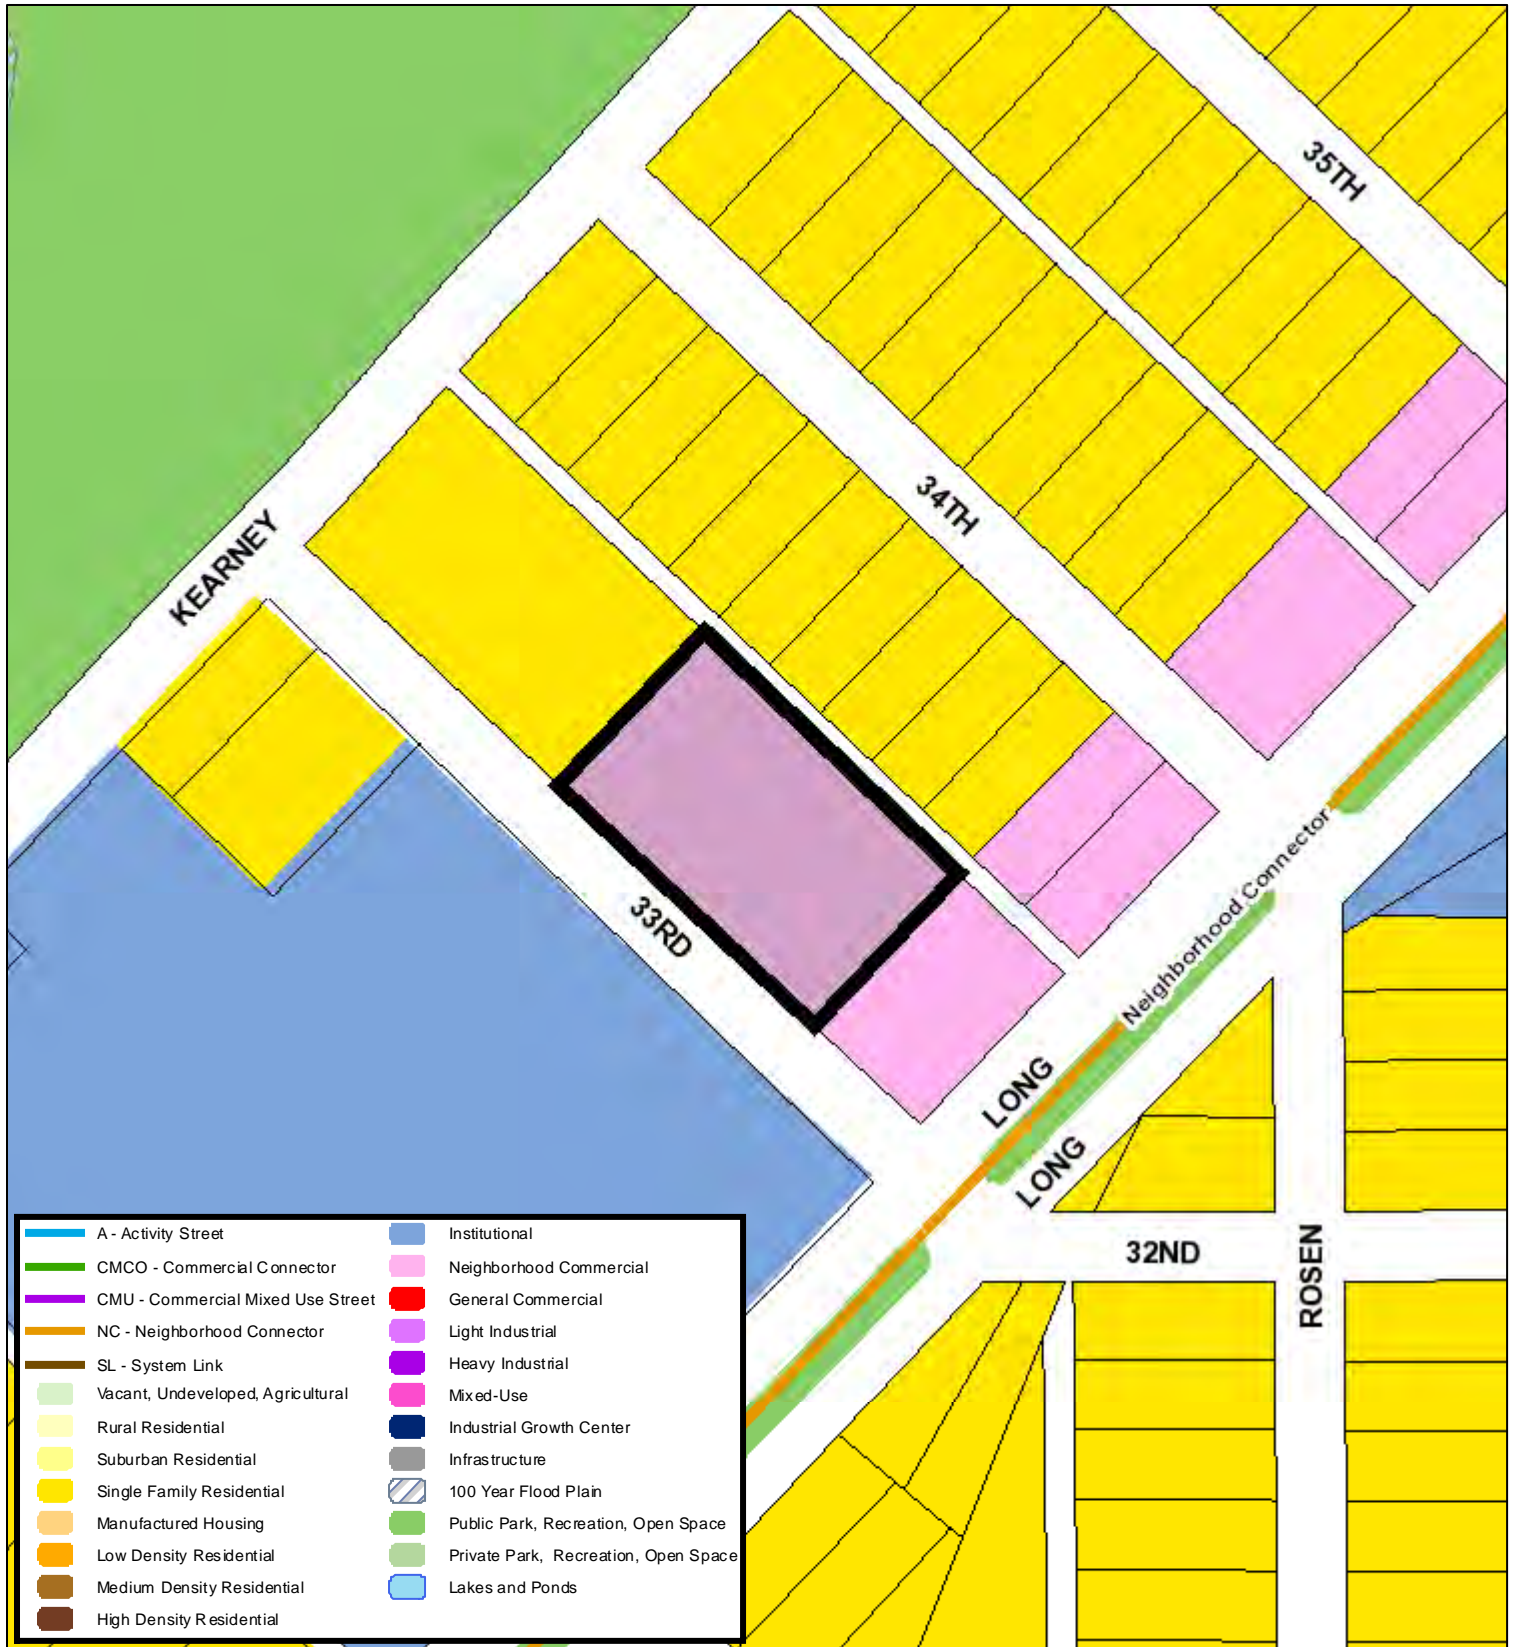 35TH
34TH
KEARNEY
33RD
Neighborhood Connector
LONG
LONG
32ND
ROSEN
A - Activity Street
CMCO - Commercial Connector
CMU - Commercial Mixed Use Street
NC - Neighborhood Connector
SL - System Link
Vacant, Undeveloped, Agricultural
Rural Residential
Suburban Residential
Single Family Residential
Manufactured Housing
Low Density Residential
Medium Density Residential
High Density Residential
Institutional
Neighborhood Commercial
General Commercial
Light Industrial
Heavy Industrial
Mixed-Use
Industrial Growth Center
Infrastructure
100 Year Flood Plain
Public Park, Recreation, Open Space
Private Park, Recreation, Open Space
Lakes and Ponds